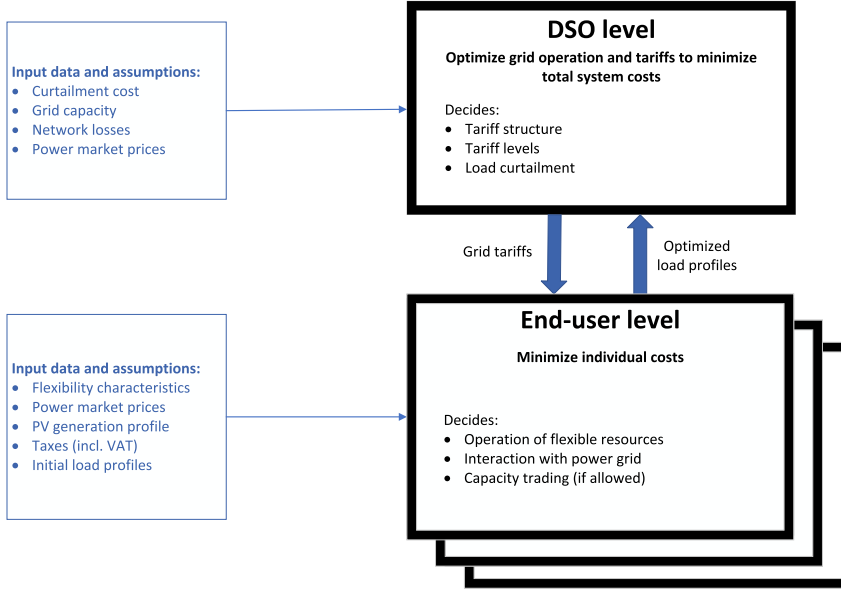 DSO level
Optimize grid operation and tariffs to minimize
total system costs
Decides:
• Tariff structure
• Tariff levels
• Load curtailment
Input data and assumptions:
• Curtailment cost
• Grid capacity
• Network losses
• Power market prices
Grid tariffs
Optimized
load profiles
End-user level
Minimize individual costs
Decides:
• Operation of flexible resources
• Interaction with power grid
• Capacity trading (if allowed)
Input data and assumptions:
• Flexibility characteristics
• Power market prices
• PV generation profile
• Taxes (incl. VAT)
• Initial load profiles